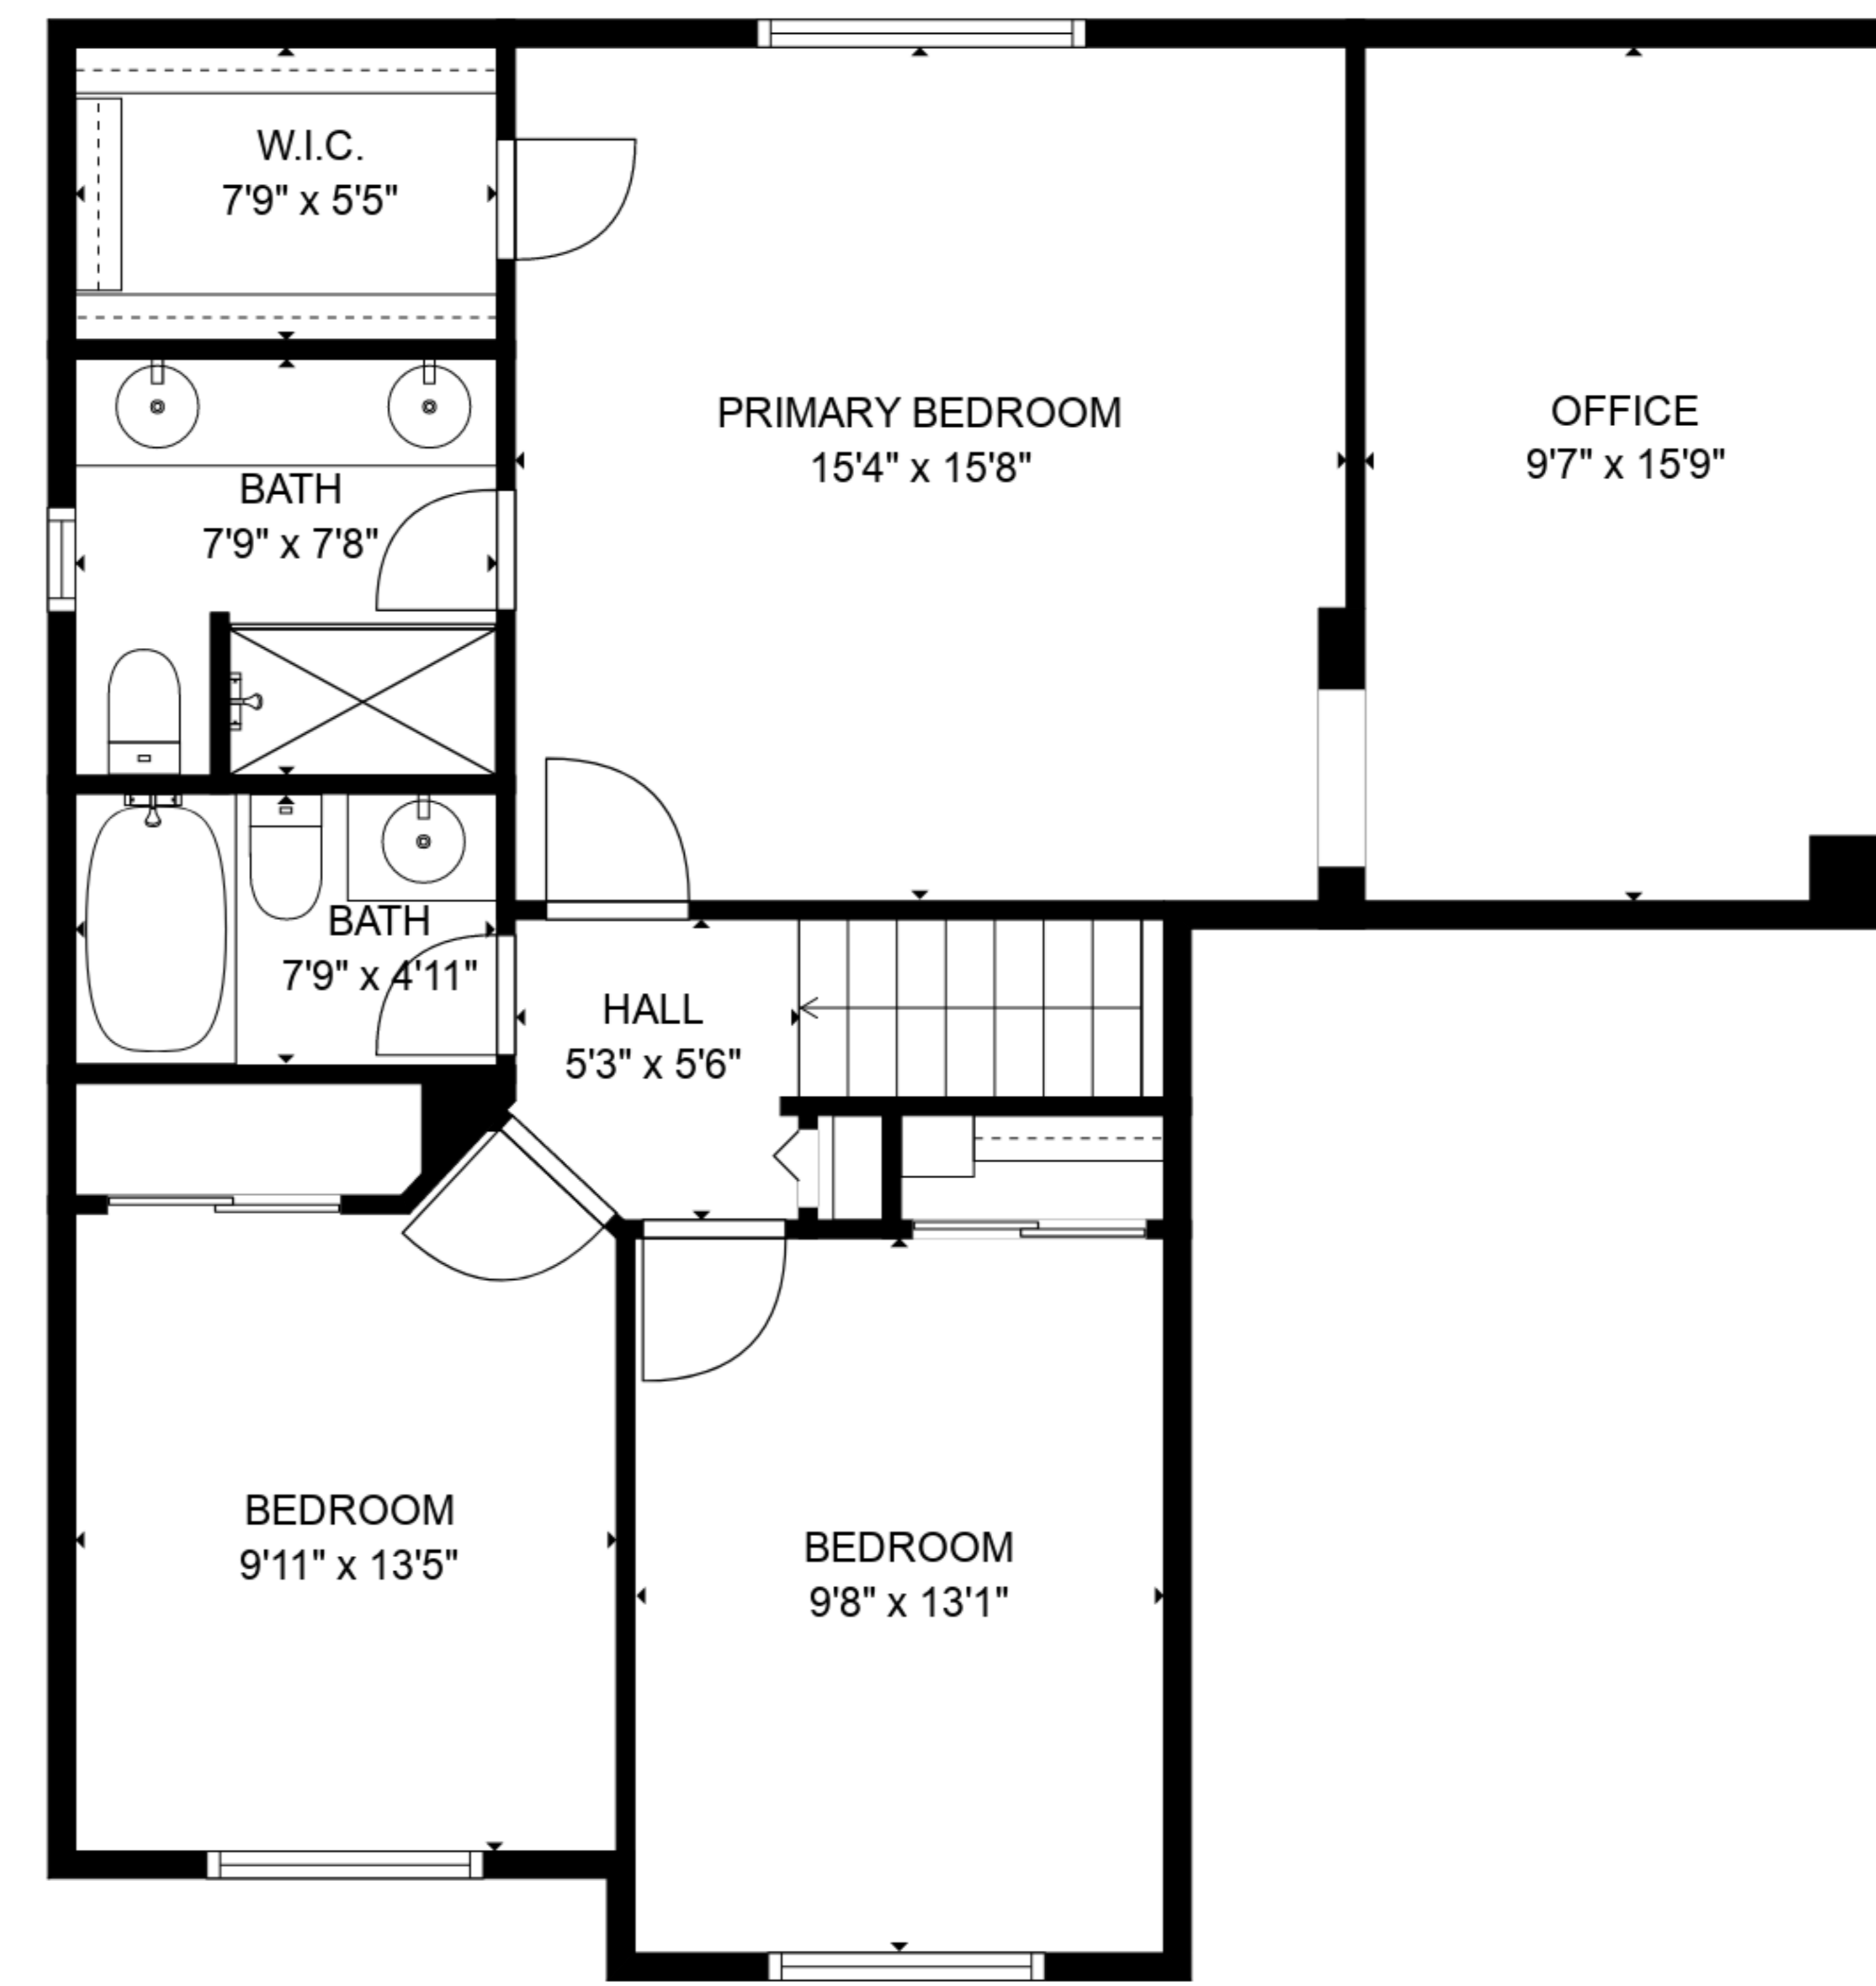 W.I.C.
7'9" x 5'5"
PRIMARY BEDROOM
15'4" x 15'8"
OFFICE
9'7" x 15'9"
BATH
7'9" x 7'8"
BATH
7'9" x 4'11"
HALL
5'3" x 5'6"
BEDROOM
9'11" x 13'5"
BEDROOM
9'8" x 13'1"